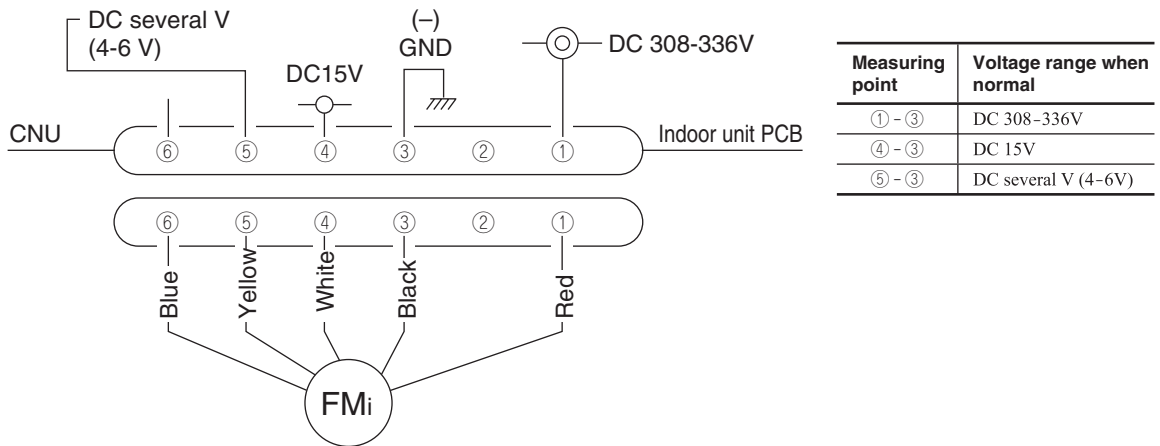 DC several V
(4-6 V)
(–)
GND
DC15V
DC 308-336V
CNU
⑥ ⑤ ④ ③ ② ①
Indoor unit PCB
⑥ ⑤ ④ ③ ② ①
Blue
Yellow
White
Black
Red
FMi
Measuring point Voltage range when normal
①-③ DC 308-336V
④-③ DC 15V
⑤-③ DC several V (4-6V)